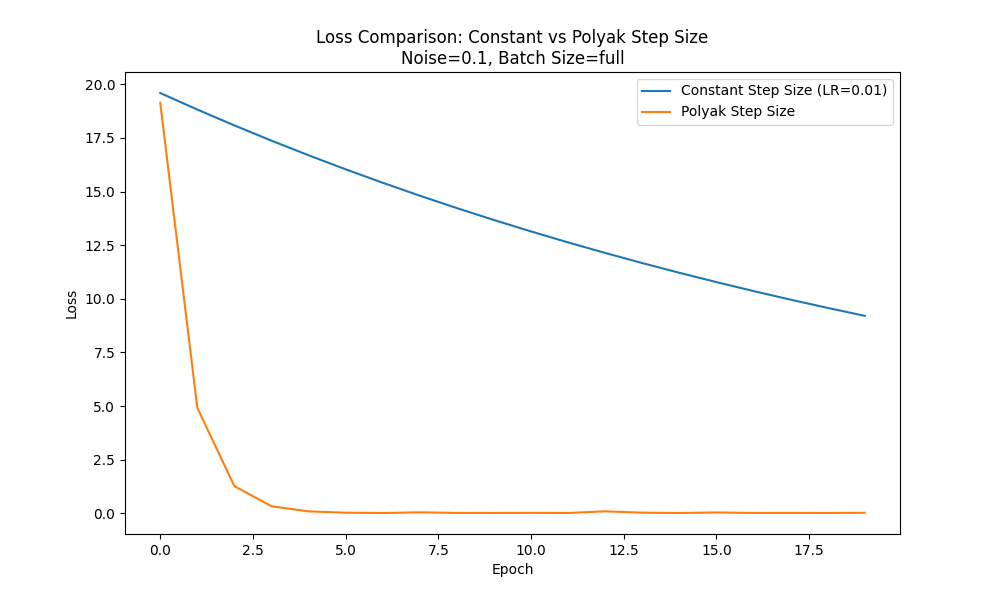 Loss Comparison: Constant vs Polyak Step Size
Noise=0.1, Batch Size=full
Constant Step Size (LR=0.01)
Polyak Step Size
Loss
20.0
17.5
15.0
12.5
10.0
7.5
5.0
2.5
0.0
0.0
2.5
5.0
7.5
10.0
12.5
15.0
17.5
Epoch